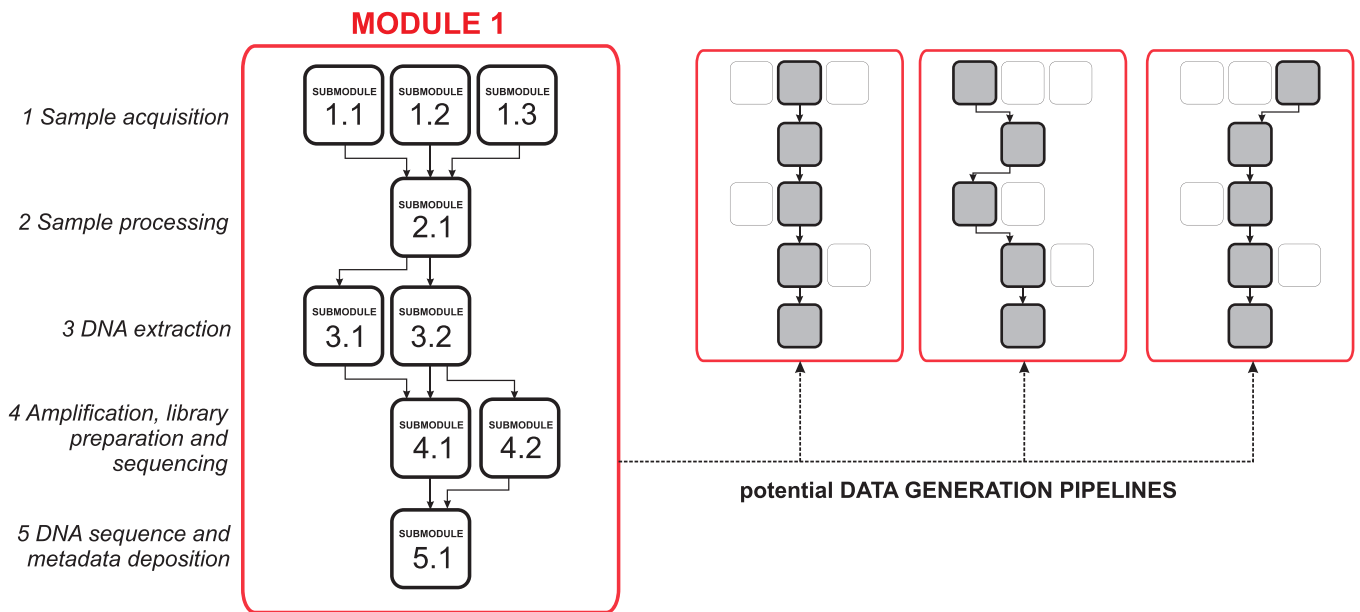 MODULE 1
1 Sample acquisition
SUBMODULE
1.1
SUBMODULE
1.2
SUBMODULE
1.3
2 Sample processing
SUBMODULE
2.1
3 DNA extraction
SUBMODULE
3.1
SUBMODULE
3.2
4 Amplification, library
preparation and
sequencing
SUBMODULE
4.1
SUBMODULE
4.2
5 DNA sequence and
metadata deposition
SUBMODULE
5.1
potential DATA GENERATION PIPELINES